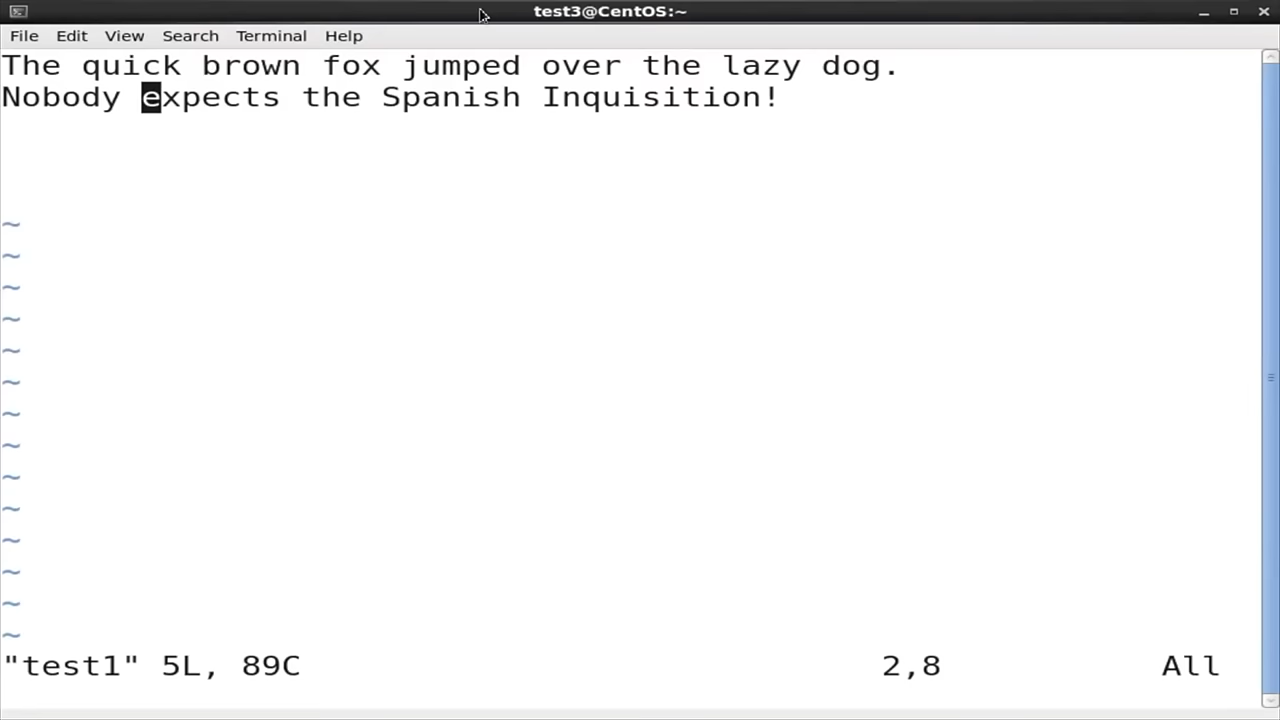 test3@CentOS:~
File Edit View Search Terminal Help
The quick brown fox jumped over the lazy dog.
Nobody expects the Spanish Inquisition!
~
~
~
~
~
~
~
~
~
~
~
~
~
~
"test1" 5L, 89C 2,8 All